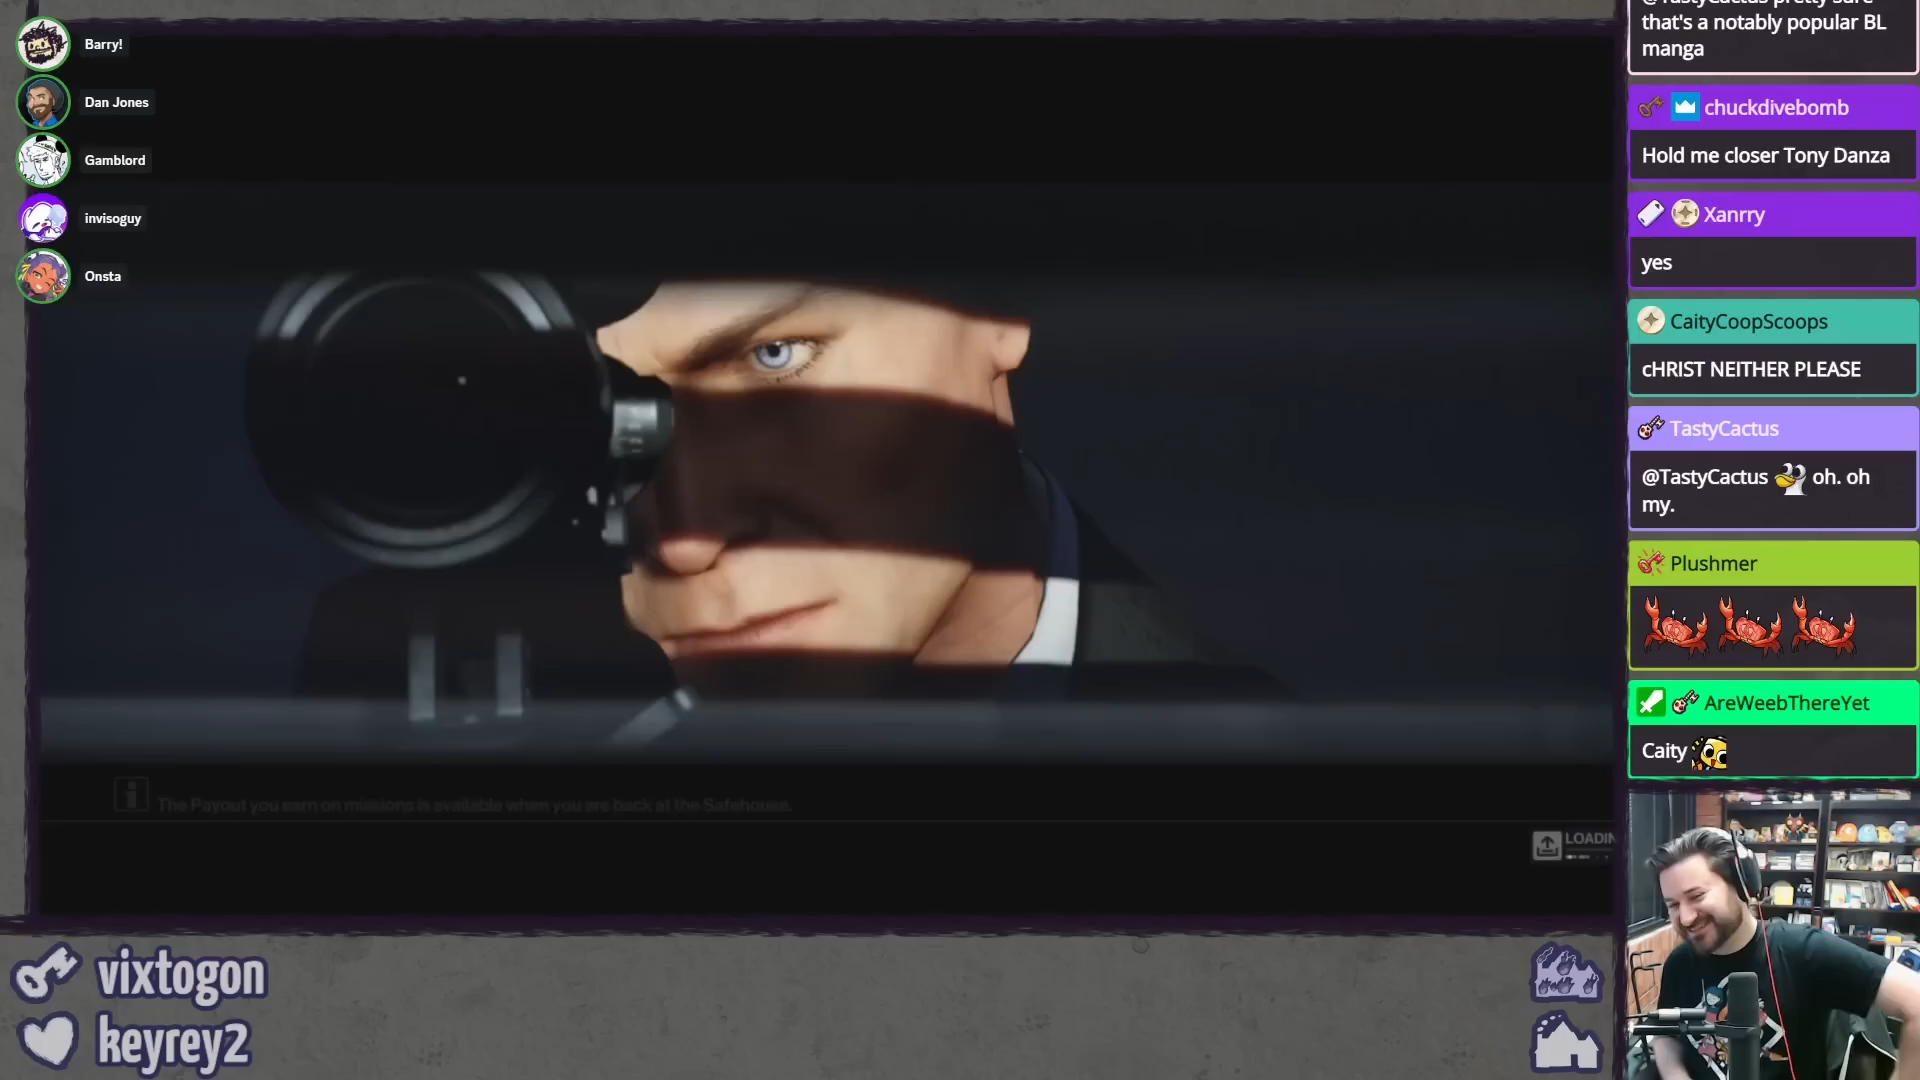 Barry!
Dan Jones
Gamblord
invisoguy
Onsta
The Payout you earn on missions is available when you are back at the Safehouse.
LOADIN
vixtogon
keyrey2
that's a notably popular BL
manga
chuckdivebomb
Hold me closer Tony Danza
Xanrry
yes
CaityCoopScoops
cHRIST NEITHER PLEASE
TastyCactus
@TastyCactus oh. oh
my.
Plushmer
AreWeebThereYet
Caity